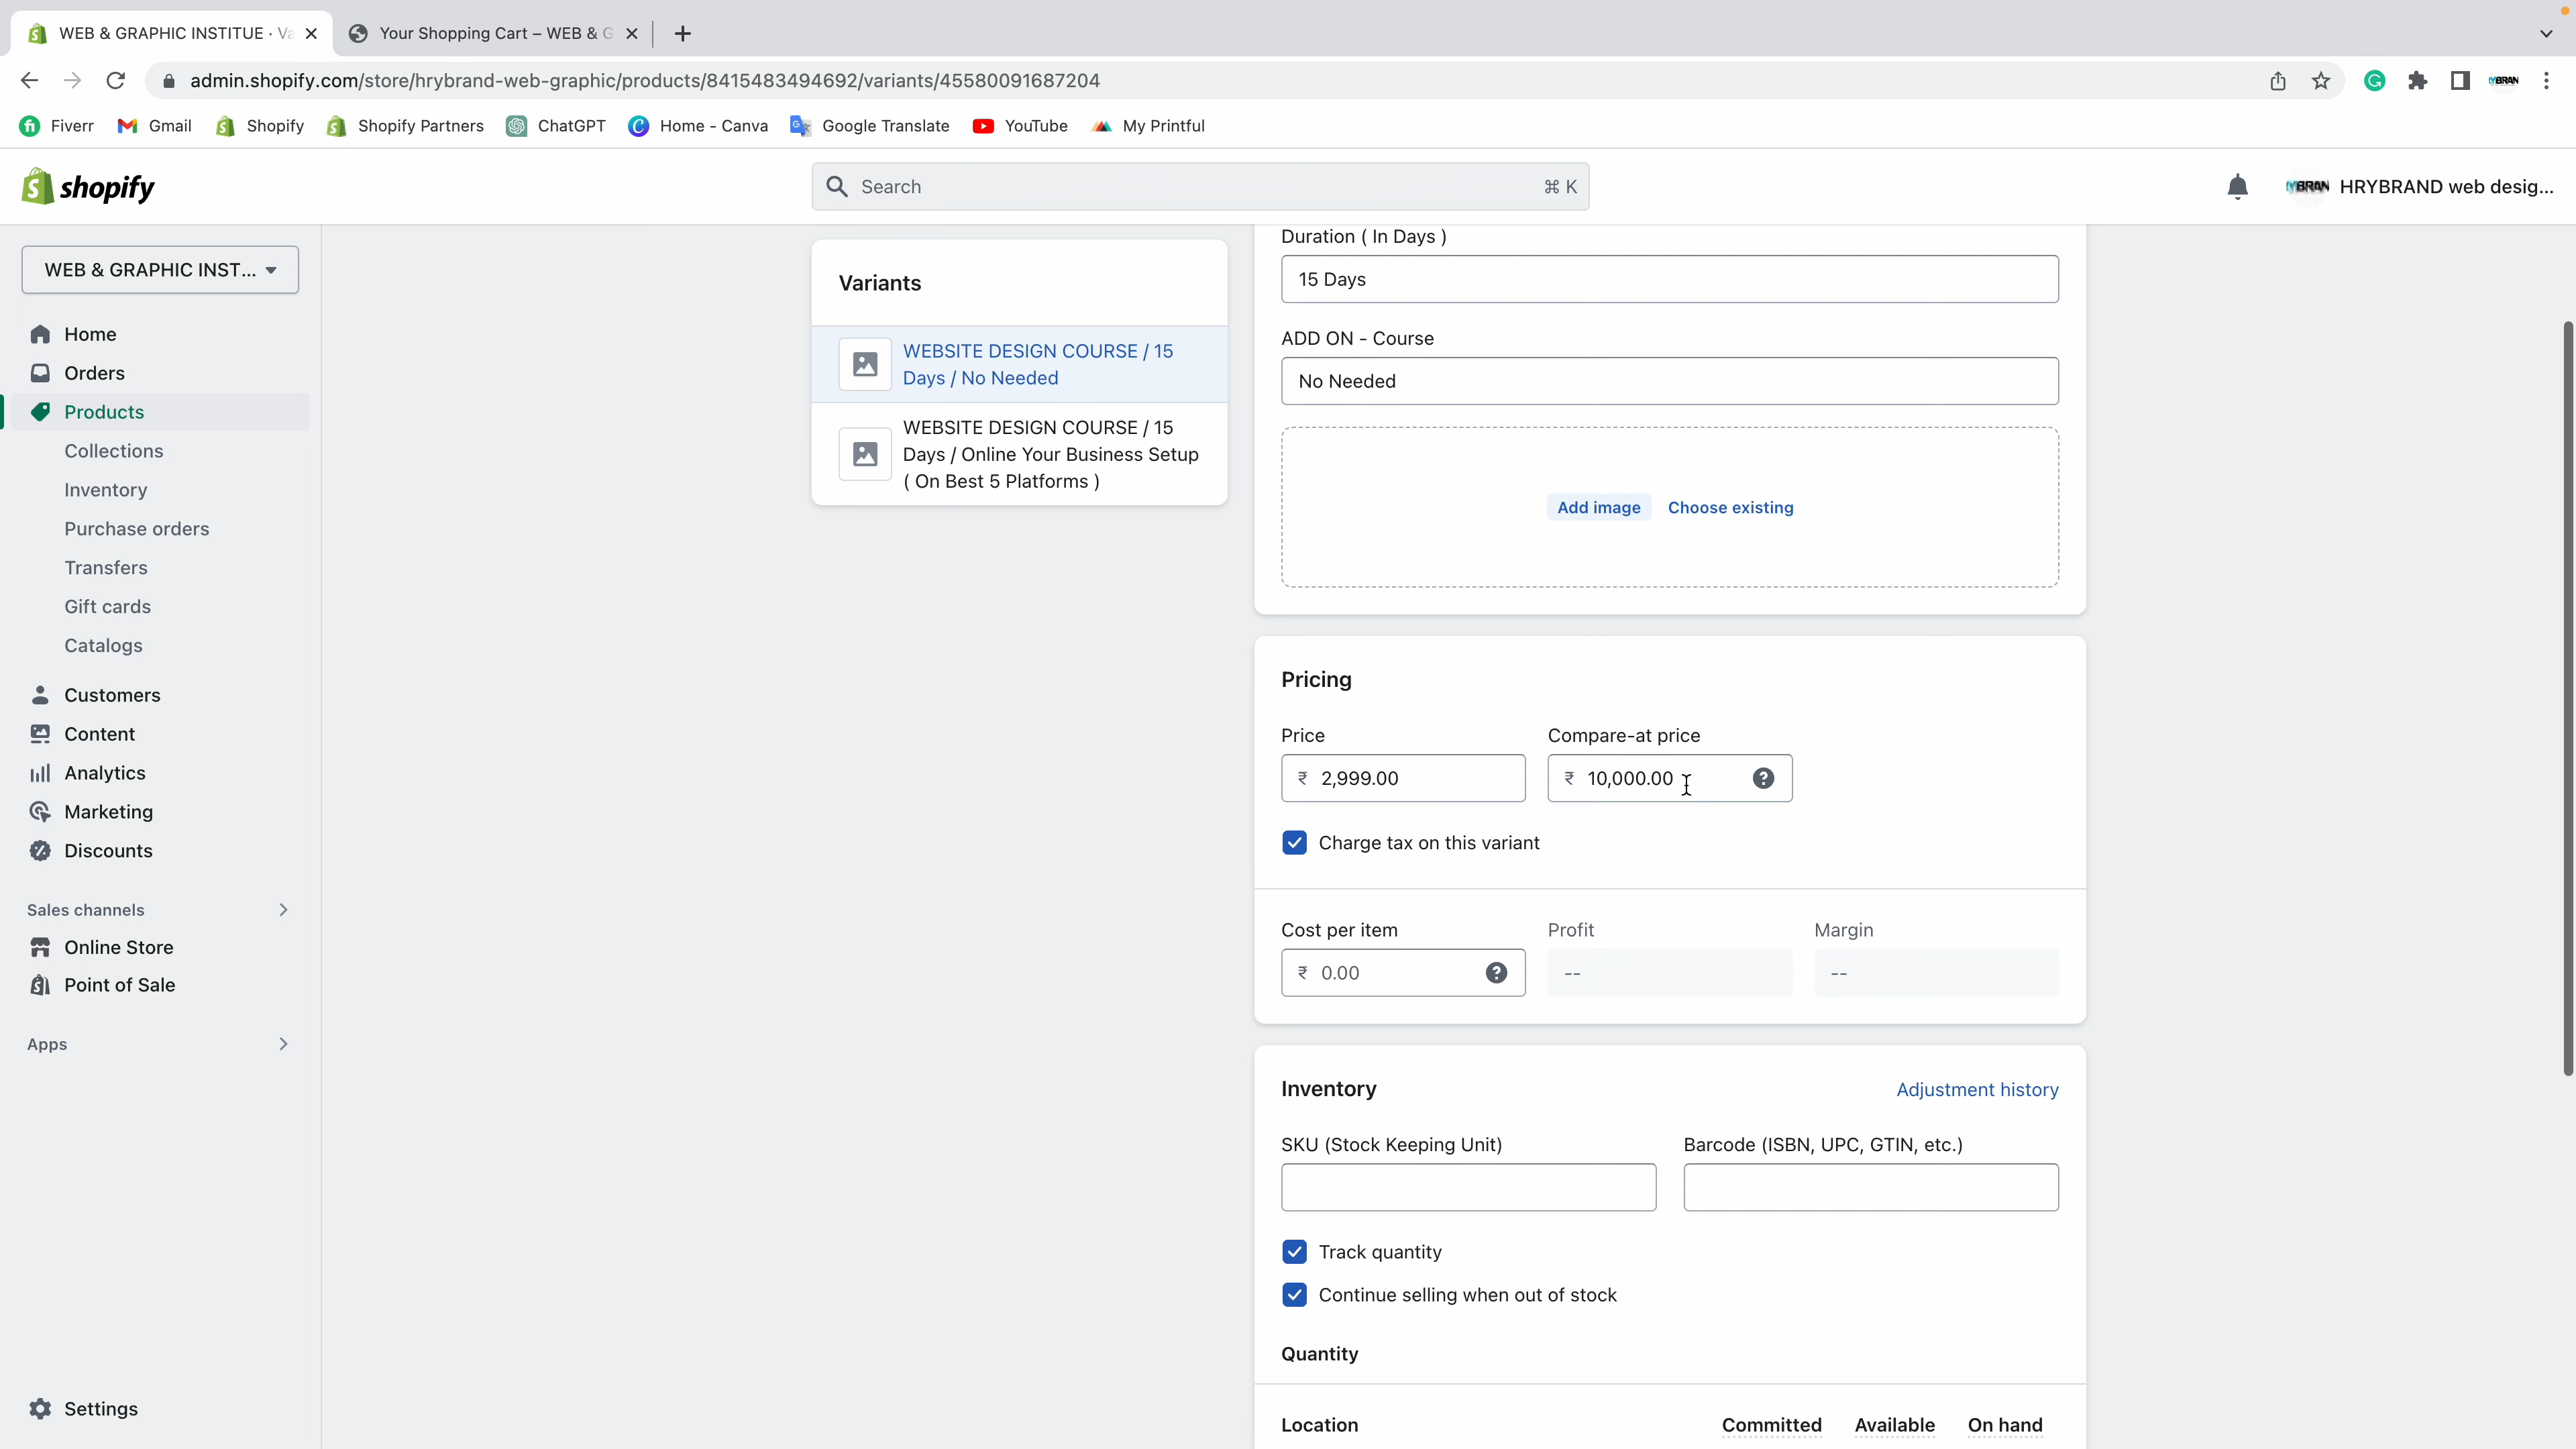 WEB & GRAPHIC INSTITUE · Va
Your Shopping Cart – WEB & G
admin.shopify.com/store/hrybrand-web-graphic/products/8415483494692/variants/45580091687204
Fiverr
Gmail
Shopify
Shopify Partners
ChatGPT
Home - Canva
Google Translate
YouTube
My Printful
shopify
Search
⌘ K
HRYBRAND web desig...
WEB & GRAPHIC INST...
Home
Orders
Products
Collections
Inventory
Purchase orders
Transfers
Gift cards
Catalogs
Customers
Content
Analytics
Marketing
Discounts
Sales channels
Online Store
Point of Sale
Apps
Settings
Variants
WEBSITE DESIGN COURSE / 15
Days / No Needed
WEBSITE DESIGN COURSE / 15
Days / Online Your Business Setup
( On Best 5 Platforms )
Duration ( In Days )
15 Days
ADD ON - Course
No Needed
Add image
Choose existing
Pricing
Price
Compare-at price
₹ 2,999.00
₹ 10,000.00
Charge tax on this variant
Cost per item
Profit
Margin
₹ 0.00
--
--
Inventory
Adjustment history
SKU (Stock Keeping Unit)
Barcode (ISBN, UPC, GTIN, etc.)
Track quantity
Continue selling when out of stock
Quantity
Location
Committed
Available
On hand